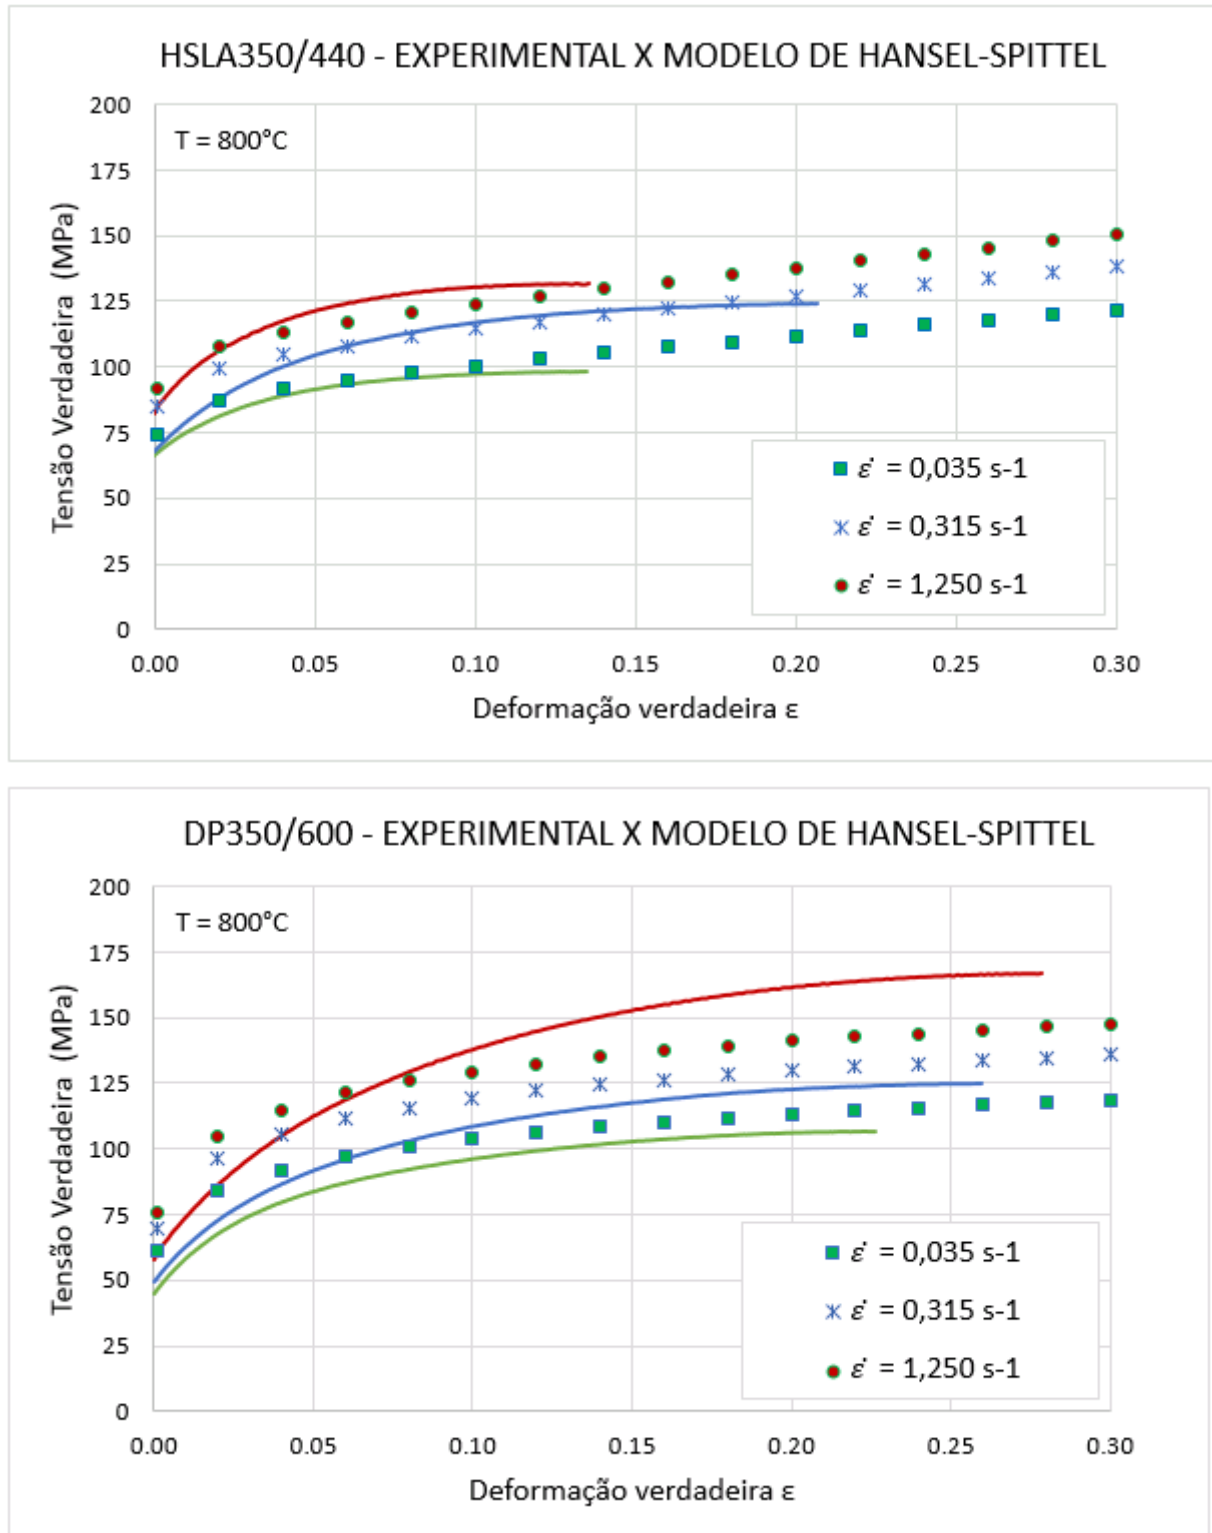 HSLA350/440 - EXPERIMENTAL X MODELO DE HANSEL-SPITTEL
T = 800°C
Tensão Verdadeira (MPa)
200
175
150
125
100
75
50
25
0
ε̇ = 0,035 s-1
ε̇ = 0,315 s-1
ε̇ = 1,250 s-1
0.00 0.05 0.10 0.15 0.20 0.25 0.30
Deformação verdadeira ε
DP350/600 - EXPERIMENTAL X MODELO DE HANSEL-SPITTEL
T = 800°C
Tensão Verdadeira (MPa)
200
175
150
125
100
75
50
25
0
ε̇ = 0,035 s-1
ε̇ = 0,315 s-1
ε̇ = 1,250 s-1
0.00 0.05 0.10 0.15 0.20 0.25 0.30
Deformação verdadeira ε